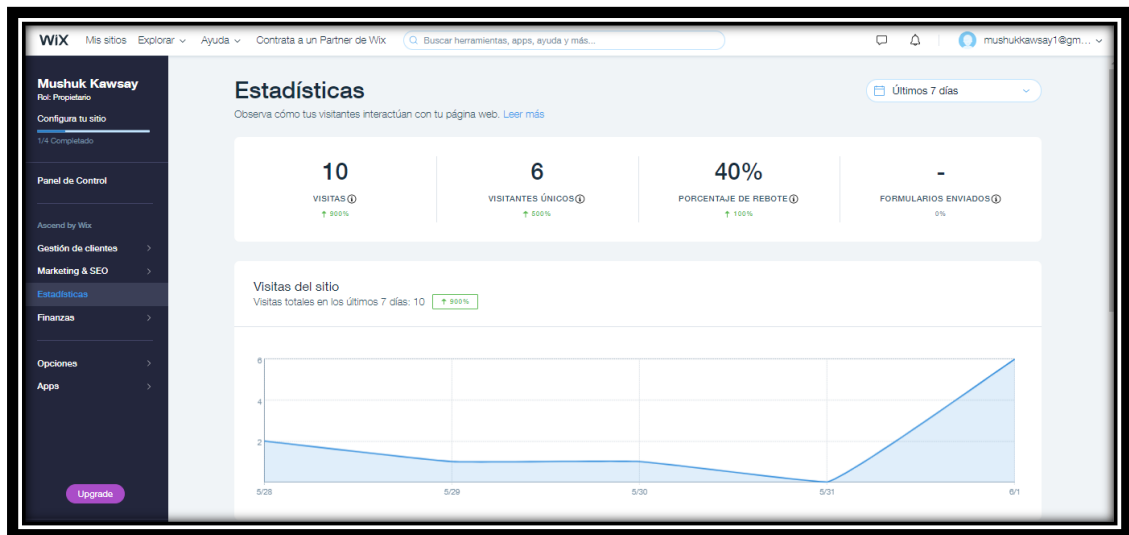 WiX Mis sitios Explorar Ayuda Contrata a un Partner de Wix Buscar herramientas, apps, ayuda y más... mushukkawsay1@gm...
Mushuk Kawsay
Rol: Propietario
Configura tu sitio
1/4 Completado
Panel de Control
Ascend by Wix
Gestión de clientes
Marketing & SEO
Estadísticas
Finanzas
Opciones
Apps
Upgrade
Estadísticas
Últimos 7 días
Observa cómo tus visitantes interactúan con tu página web. Leer más
10 6 40% -
VISITAS VISITANTES ÚNICOS PORCENTAJE DE REBOTE FORMULARIOS ENVIADOS
↑ 900% ↑ 500% ↑ 100% 0%
Visitas del sitio
Visitas totales en los últimos 7 días: 10 ↑ 900%
6
4
2
5/28 5/29 5/30 5/31 6/1